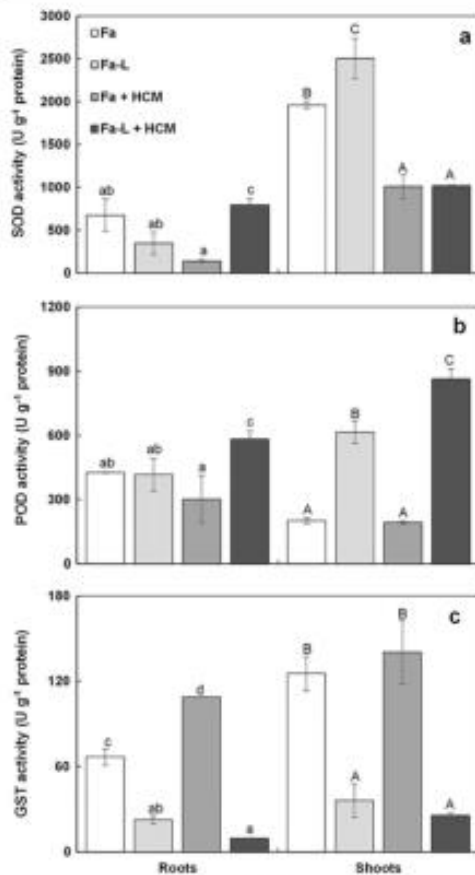 3000
a
Fa
C
2500
Fa-L
B
2000
Fa + HCM
Fa-L + HCM
1500
A
A
1000
ab
c
ab
500
a
0
SOD activity (U g⁻¹ protein)
1200
b
C
900
B
c
600
ab
ab
a
A
A
300
0
POD activity (U g⁻¹ protein)
180
c
B
B
120
d
c
60
A
ab
A
a
0
GST activity (U g⁻¹ protein)
Roots Shoots